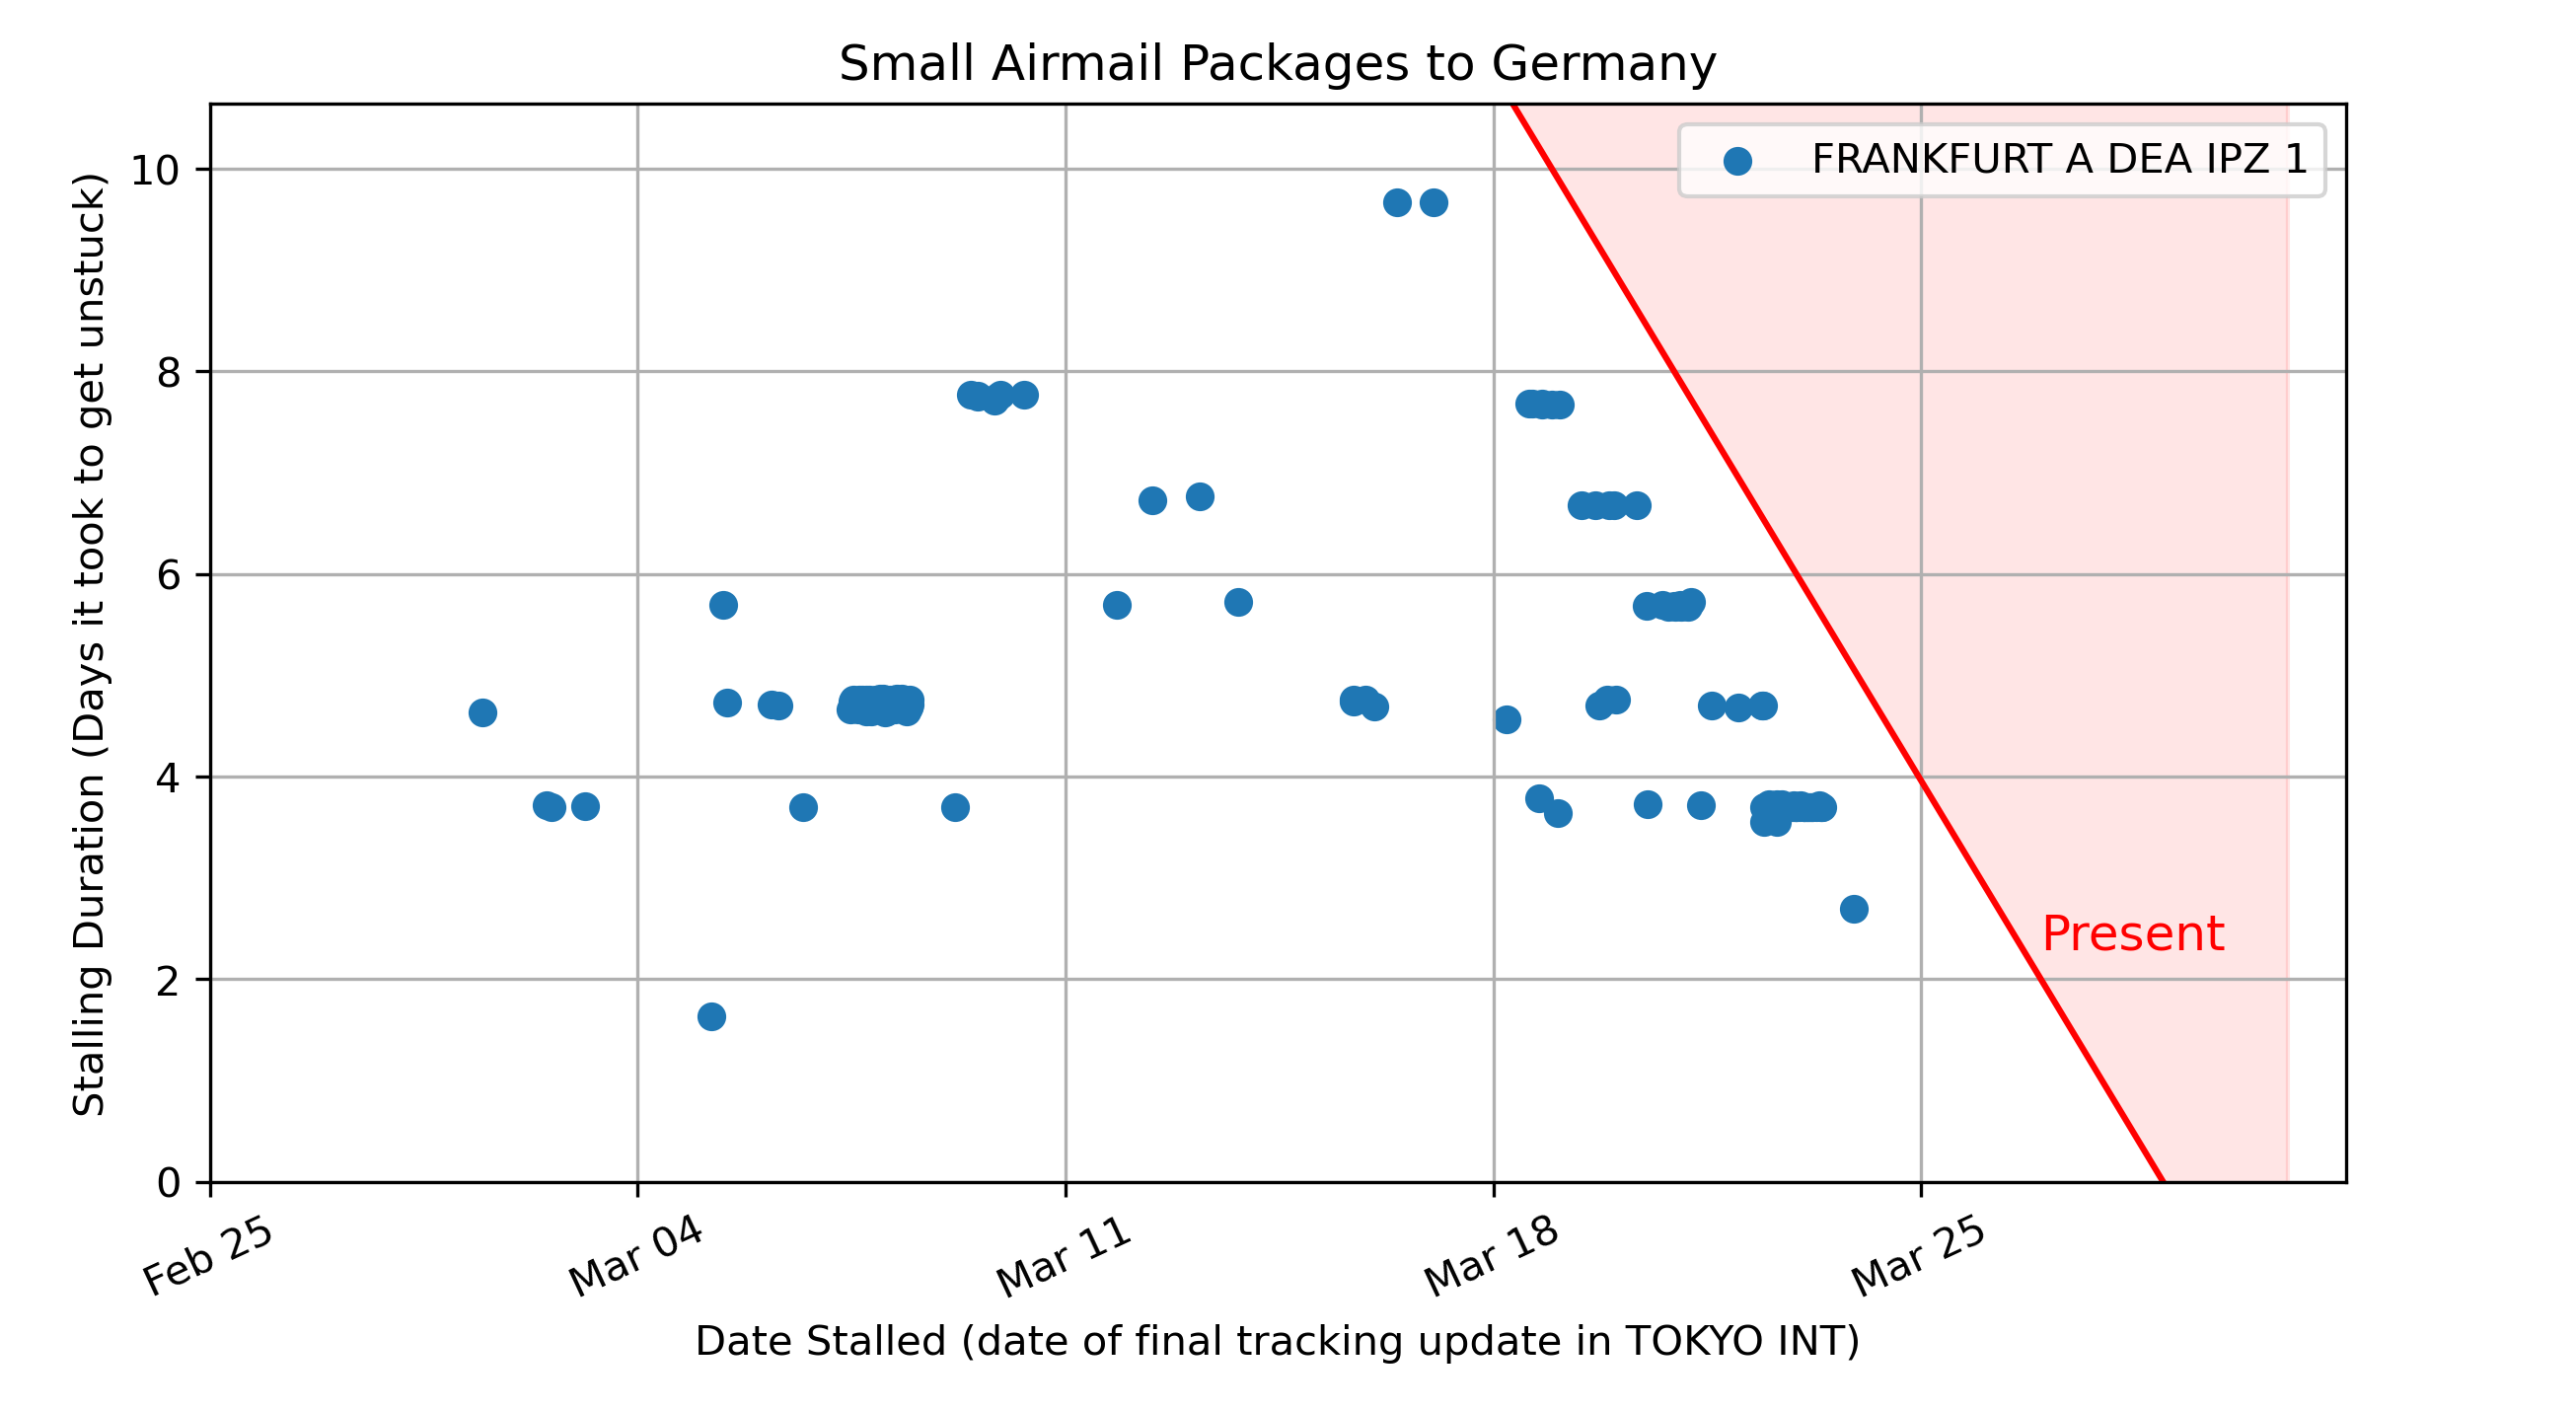 Small Airmail Packages to Germany
FRANKFURT A DEA IPZ 1
Stalling Duration (Days it took to get unstuck)
10
8
6
4
2
0
Present
Feb 25
Mar 04
Mar 11
Mar 18
Mar 25
Date Stalled (date of final tracking update in TOKYO INT)